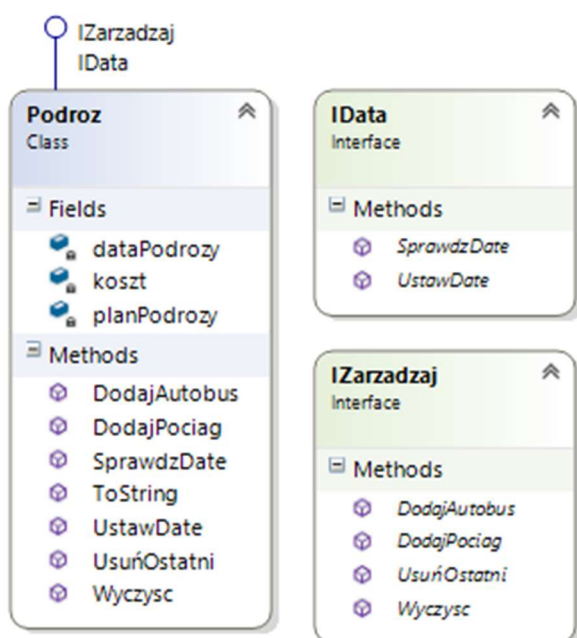 IZarzadzaj
IData
Podroz
Class
Fields
dataPodrozy
koszt
planPodrozy
Methods
DodajAutobus
DodajPociag
SprawdzDate
ToString
UstawDate
UsuńOstatni
Wyczysc
IData
Interface
Methods
SprawdzDate
UstawDate
IZarzadzaj
Interface
Methods
DodajAutobus
DodajPociag
UsuńOstatni
Wyczysc